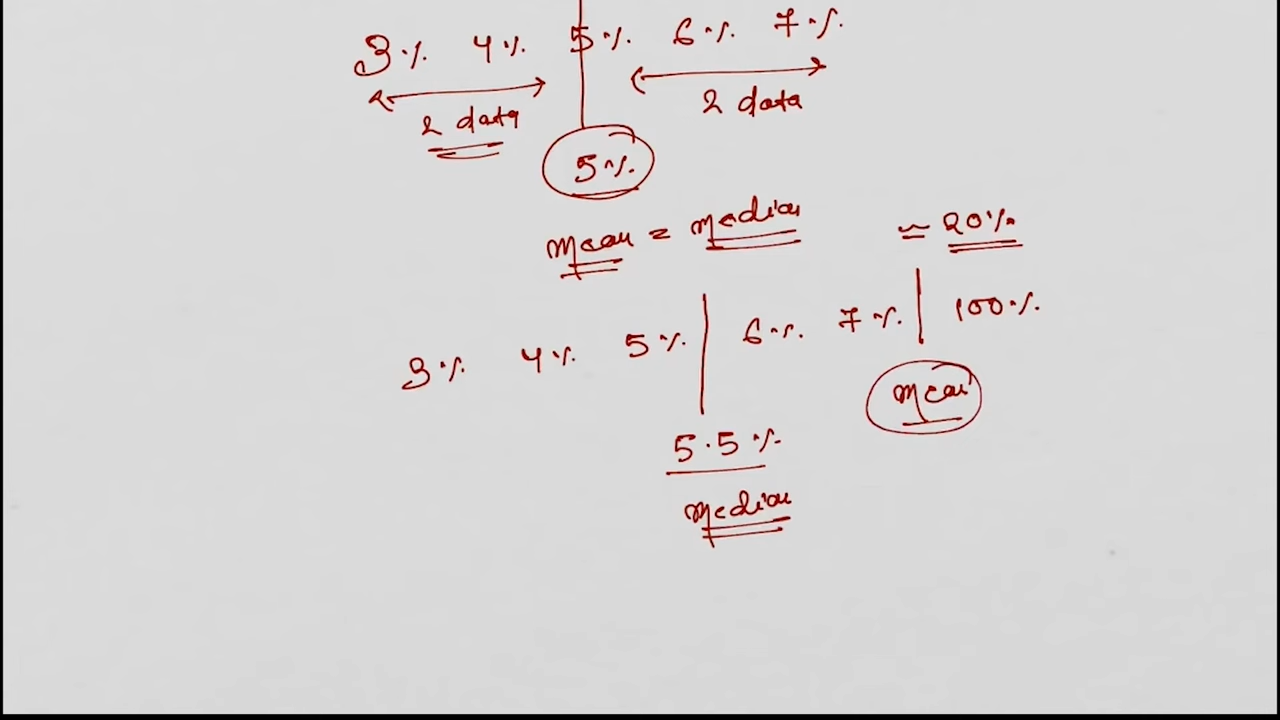 3% 4% 5% 6% 7%
2 data 2 data
5%
mean = median ≈ 20%
3% 4% 5% 6% 7% 100%
mean
5.5%
median